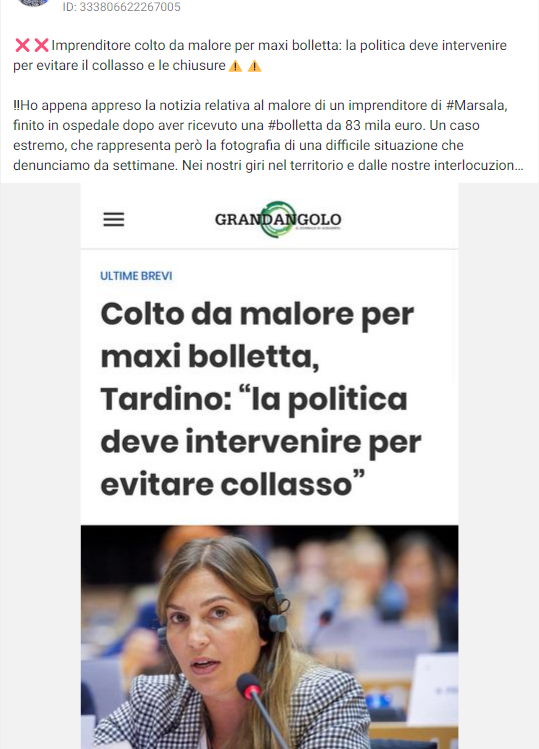 ID: 333806622267005
❌❌Imprenditore colto da malore per maxi bolletta: la politica deve intervenire
per evitare il collasso e le chiusure⚠️ ⚠️
‼️Ho appena appreso la notizia relativa al malore di un imprenditore di #Marsala,
finito in ospedale dopo aver ricevuto una #bolletta da 83 mila euro. Un caso
estremo, che rappresenta però la fotografia di una difficile situazione che
denunciamo da settimane. Nei nostri giri nel territorio e dalle nostre interlocuzion...
GRANDANGOLO
ULTIME BREVI
Colto da malore per
maxi bolletta,
Tardino: “la politica
deve intervenire per
evitare collasso”